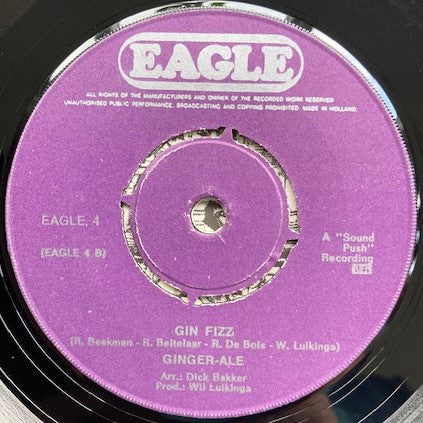 EAGLE
ALL RIGHTS OF THE MANUFACTURERS AND OWNER OF THE RECORDED WORK RESERVED
UNAUTHORISED PUBLIC PERFORMANCE, BROADCASTING AND COPYING PROHIBITED. MADE IN HOLLAND.
EAGLE, 4
(EAGLE 4 B)
A "Sound
Push"
Recording
GIN FIZZ
(R. Beekman - R. Beitelaar - R. De Bois - W. Luikinga)
GINGER-ALE
Arr.: Dick Bakker
Prod.: Wil Luikinga